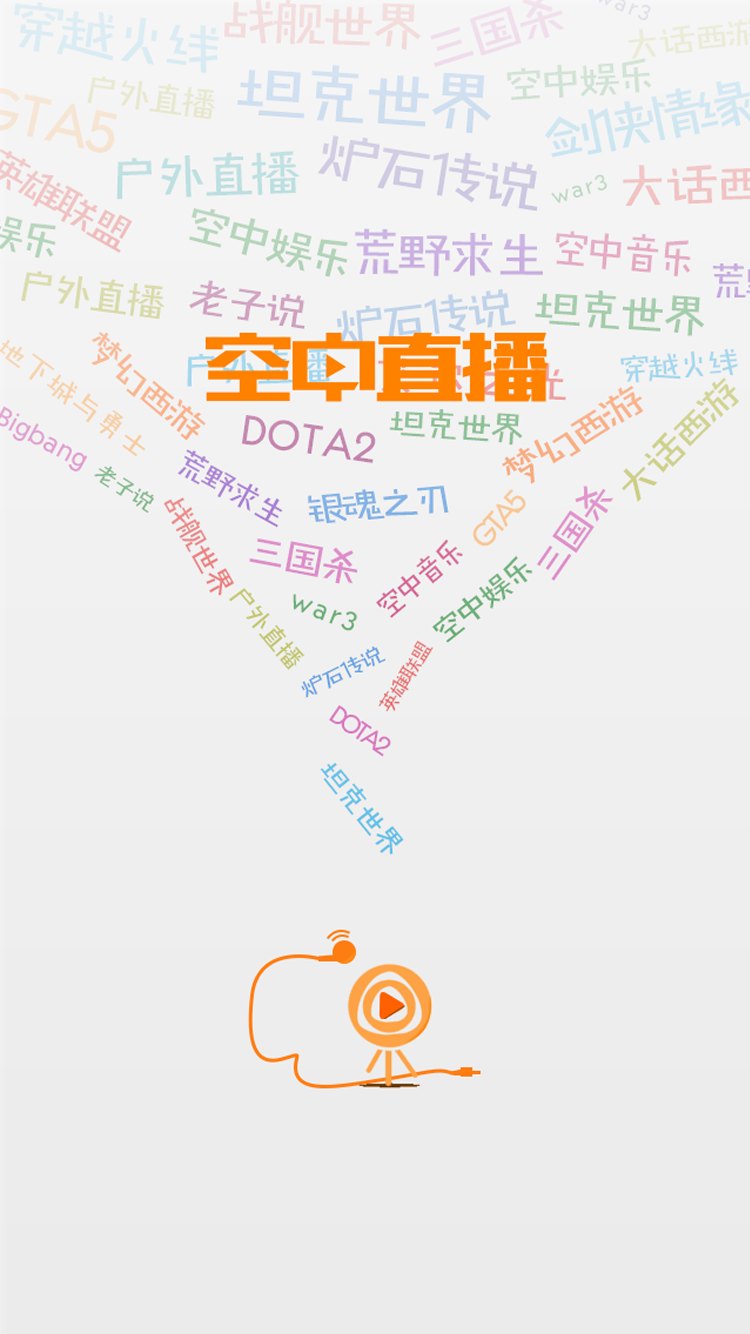 穿越火线
战舰世界
三国杀
war3
大话西游
户外直播
坦克世界
空中娱乐
GTA5
剑侠情缘
英雄联盟
户外直播
炉石传说
war3
大话西
娱乐
空中娱乐
荒野求生
空中音乐
荒野
户外直播
老子说
炉石传说
坦克世界
空中直播
户外直播
穿越火线
地下城与勇士
梦幻西游
DOTA2
坦克世界
梦幻西游
大话西游
Bigbang
老子说
荒野求生
银魂之刃
GTA5
三国杀
战舰世界
三国杀
空中音乐
户外直播
war3
空中娱乐
炉石传说
英雄联盟
DOTA2
坦克世界